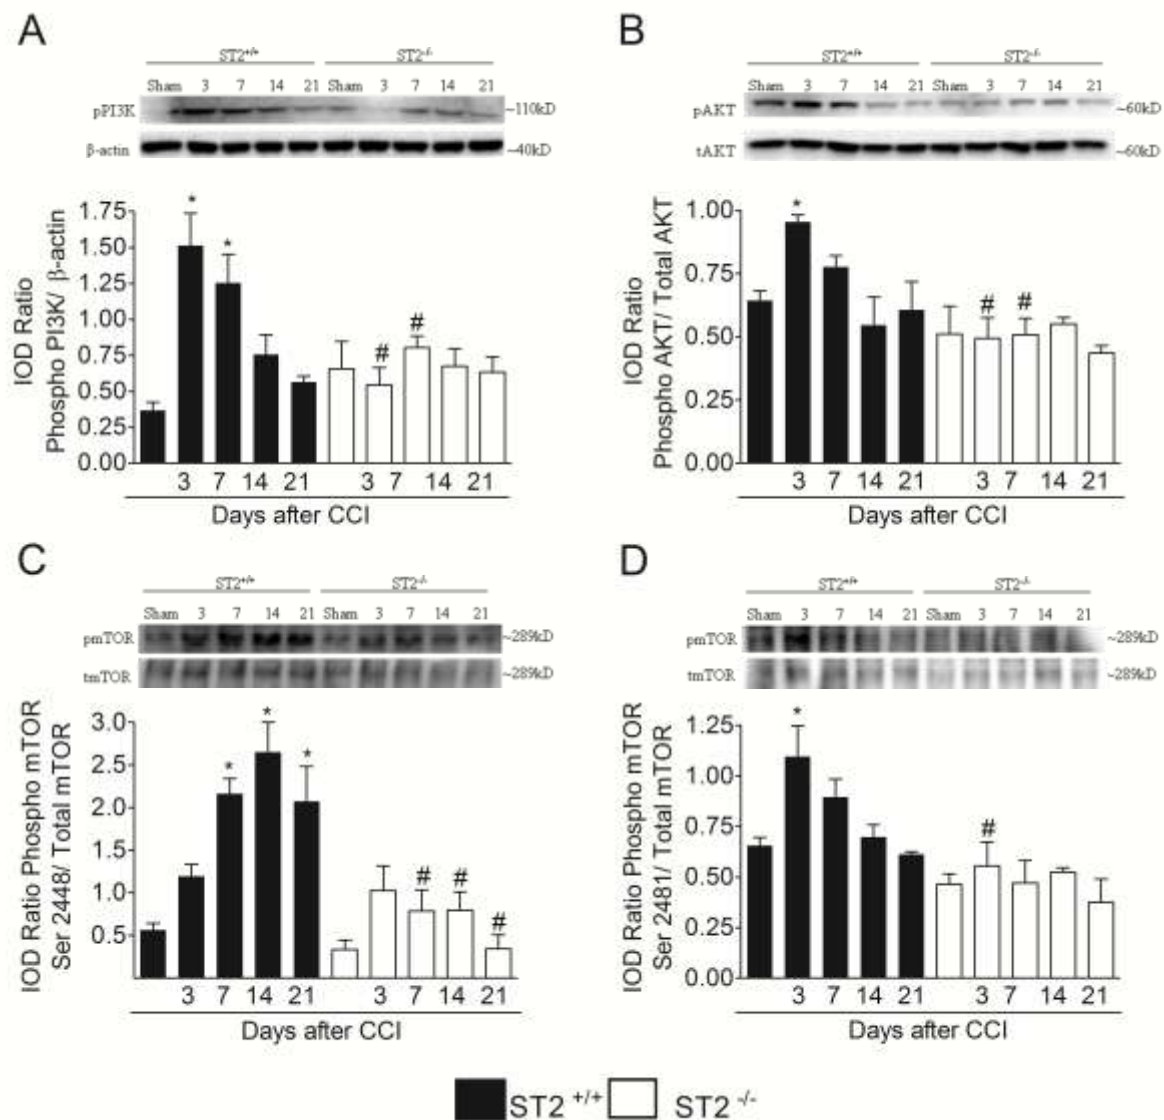 A
ST2+/+ ST2-/-
Sham 3 7 14 21 Sham 3 7 14 21
pPI3K ~110kD
β-actin ~40kD
IOD Ratio
Phospho PI3K/ β-actin
1.75
1.50
1.25
1.00
0.75
0.50
0.25
0.00
* * # #
3 7 14 21 3 7 14 21
Days after CCI
B
ST2+/+ ST2-/-
Sham 3 7 14 21 Sham 3 7 14 21
pAKT ~60kD
tAKT ~60kD
IOD Ratio
Phospho AKT/ Total AKT
1.00
0.75
0.50
0.25
0.00
* # #
3 7 14 21 3 7 14 21
Days after CCI
C
ST2+/+ ST2-/-
Sham 3 7 14 21 Sham 3 7 14 21
pmTOR ~289kD
tmTOR ~289kD
IOD Ratio Phospho mTOR
Ser 2448/ Total mTOR
3.0
2.5
2.0
1.5
1.0
0.5
* * * # # #
3 7 14 21 3 7 14 21
Days after CCI
D
ST2+/+ ST2-/-
Sham 3 7 14 21 Sham 3 7 14 21
pmTOR ~289kD
tmTOR ~289kD
IOD Ratio Phospho mTOR
Ser 2481/ Total mTOR
1.25
1.00
0.75
0.50
0.25
0.00
* #
3 7 14 21 3 7 14 21
Days after CCI
ST2 +/+ ST2 -/-